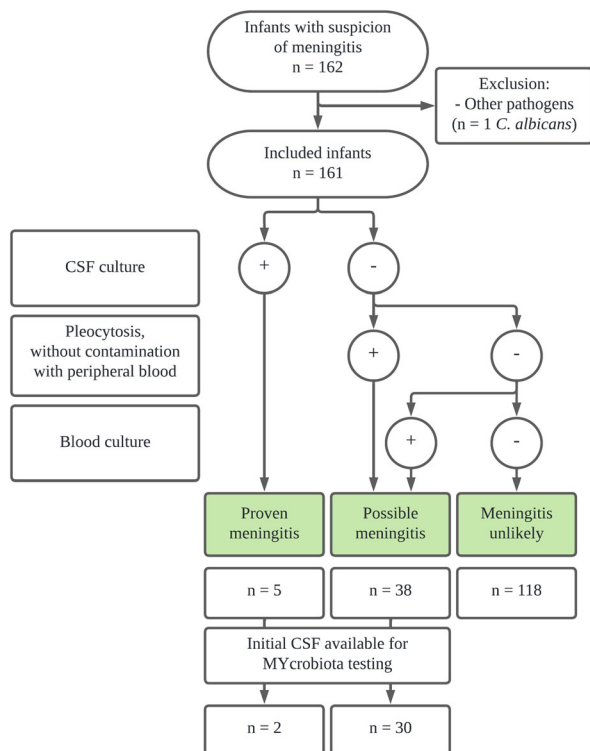 Infants with suspicion
of meningitis
n = 162
Exclusion:
- Other pathogens
(n = 1 C. albicans)
Included infants
n = 161
CSF culture
+
-
Pleocytosis,
without contamination
with peripheral blood
+
-
Blood culture
+
-
Proven
meningitis
Possible
meningitis
Meningitis
unlikely
n = 5
n = 38
n = 118
Initial CSF available for
MYcrobiota testing
n = 2
n = 30